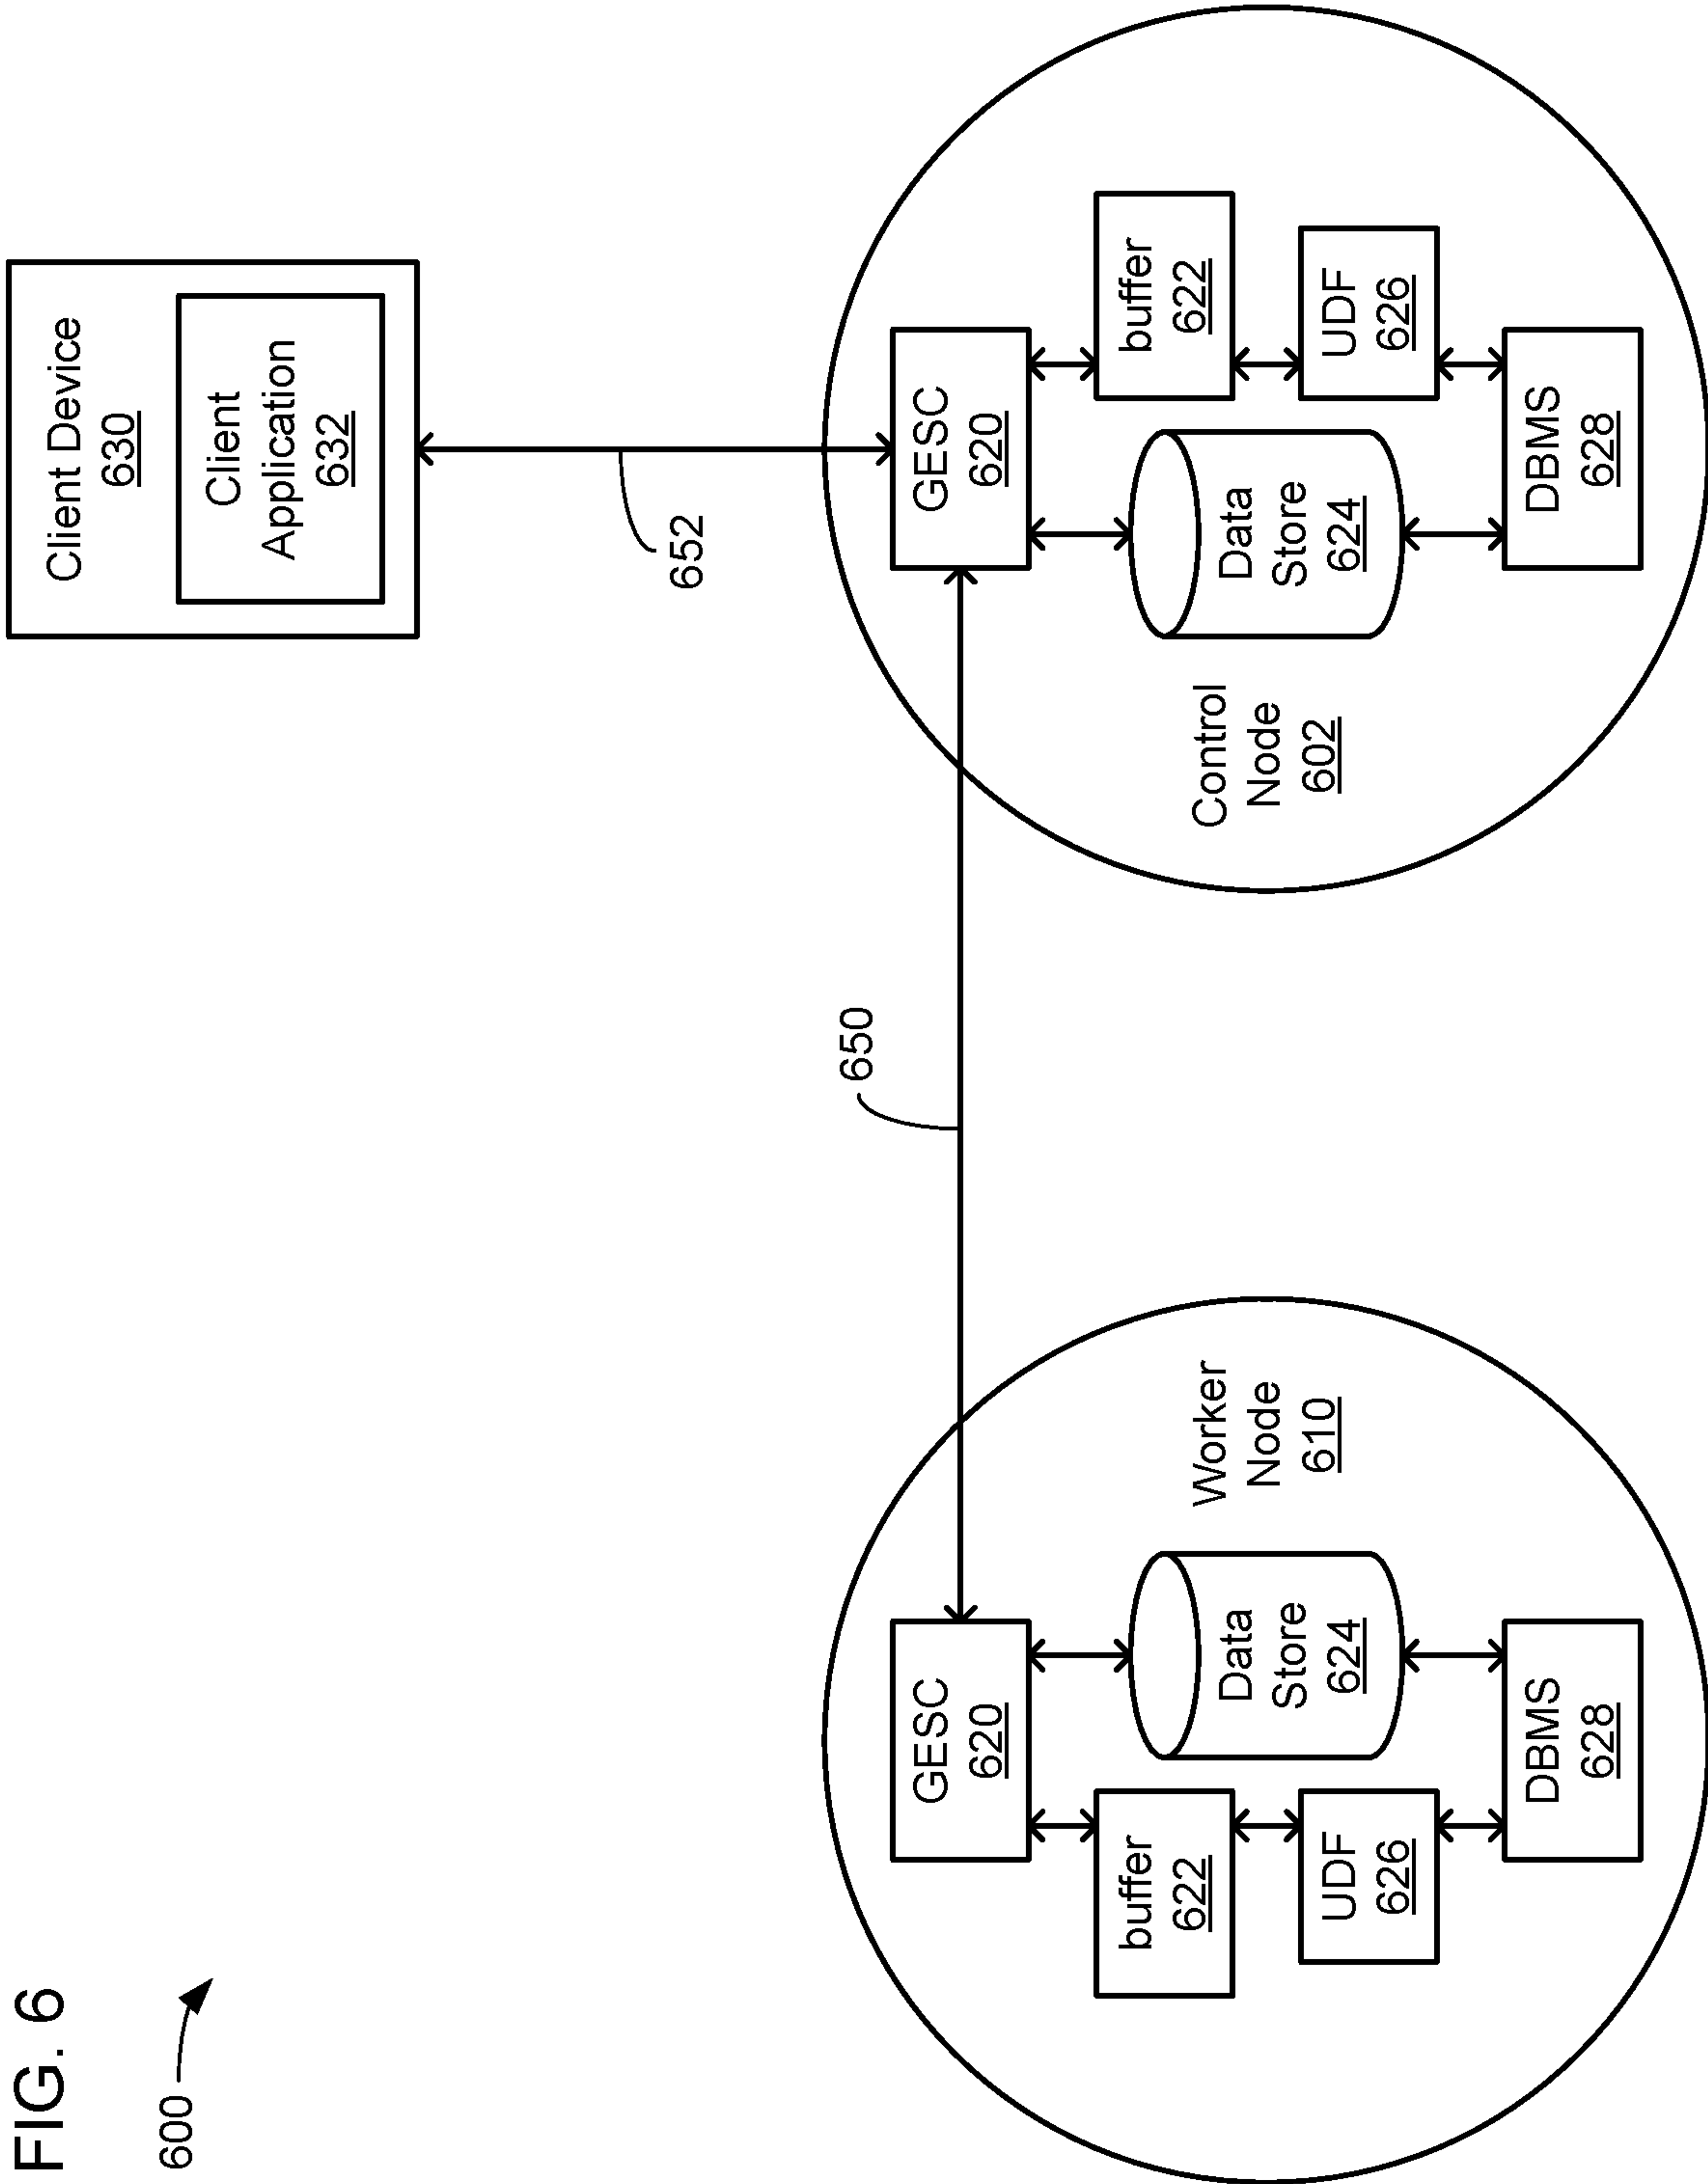 FIG. 6
600
Client Device
630
Client
Application
632
652
650
GESC
620
buffer
622
Data
Store
624
UDF
626
DBMS
628
Worker
Node
610
GESC
620
Data
Store
624
buffer
622
UDF
626
DBMS
628
Control
Node
602